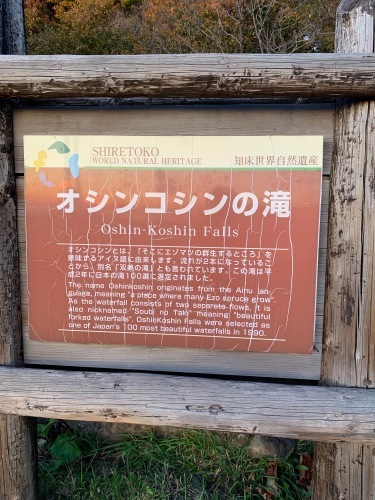 SHIRETOKO
WORLD NATURAL HERITAGE
知床世界自然遺産
オシンコシンの滝
Oshin-Koshin Falls
オシンコシンとは、「そこにエゾマツの群生するところ」を
意味するアイヌ語に由来します。流れが2本になっているこ
とから、別名「双美の滝」とも言われています。この滝は平
成2年に日本の滝100選に選定されました。
The name Oshinkoshin originates from the Ainu lan-
guage, meaning "a place where many Ezo spruce grow".
As the waterfall consists of two separete flows, it is
also nicknamed "Soubi no Taki" meaning "beautiful
forked waterfalls". OshinKoshin Falls were selected as
one of Japan's 100 most beautiful waterfalls in 1990.